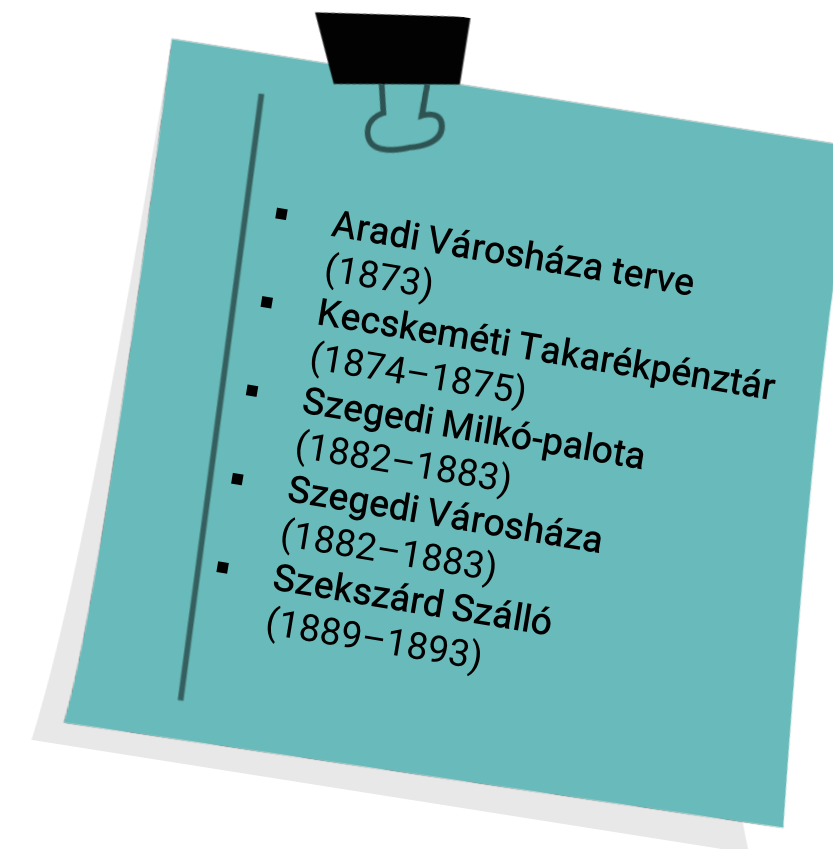 ▪ Aradi Városháza terve
(1873)
▪ Kecskeméti Takarékpénztár
(1874–1875)
▪ Szegedi Milkó-palota
(1882–1883)
▪ Szegedi Városháza
(1882–1883)
▪ Szekszárd Szálló
(1889–1893)